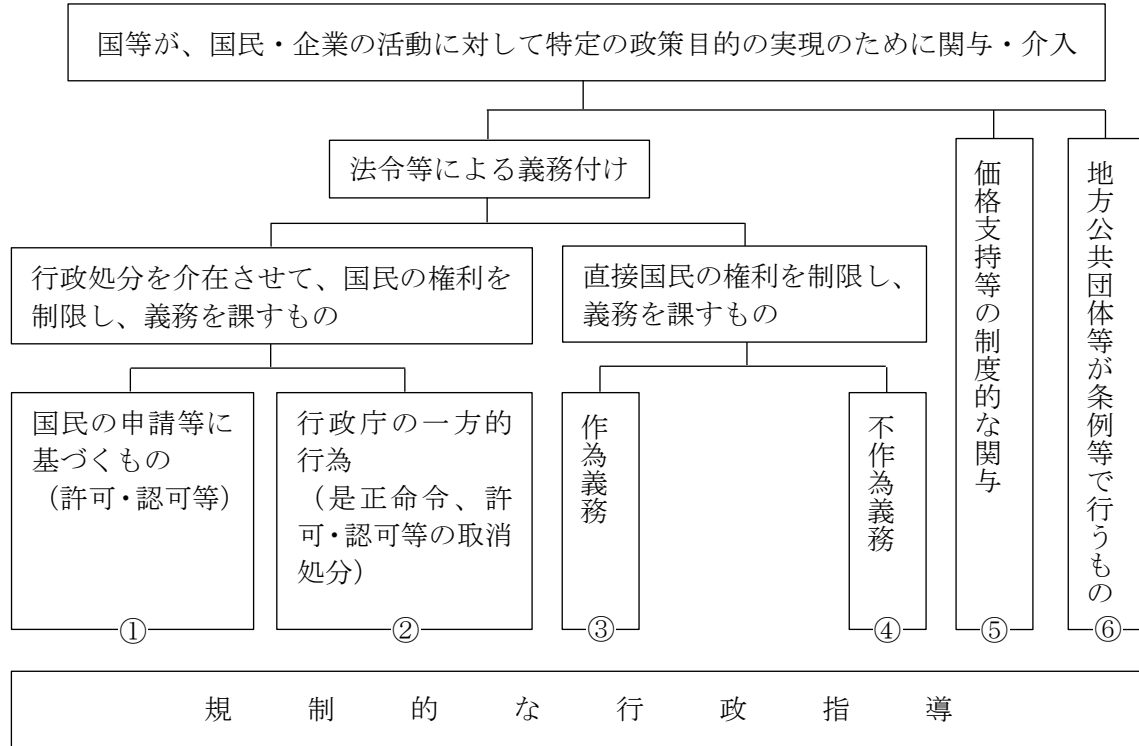 国等が、国民・企業の活動に対して特定の政策目的の実現のために関与・介入
法令等による義務付け
行政処分を介在させて、国民の権利を
制限し、義務を課すもの
直接国民の権利を制限し、
義務を課すもの
国民の申請等に
基づくもの
（許可・認可等）
①
行政庁の一方的
行為
（是正命令、許
可・認可等の取消
処分）
②
作為義務
③
不作為義務
④
価格支持等の制度的な関与
⑤
地方公共団体等が条例等で行うもの
⑥
規制的な行政指導